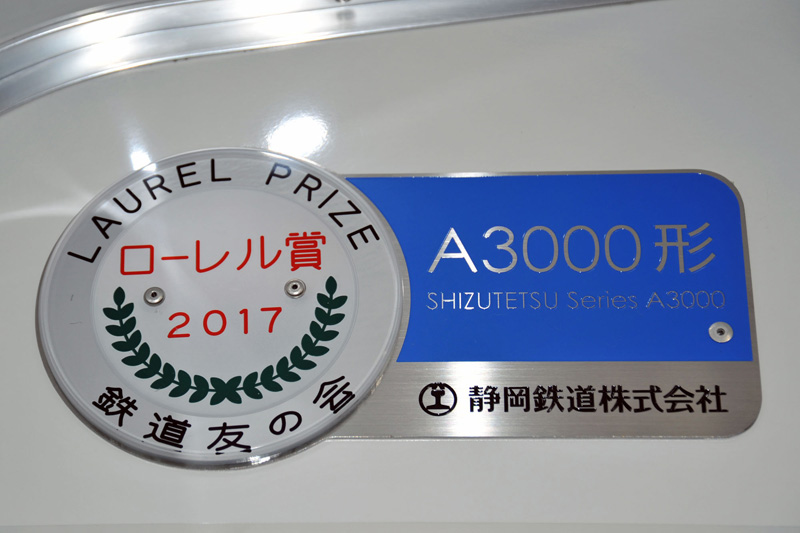 LAUREL PRIZE
ローレル賞
2017
鉄道友の会
A3000形
SHIZUTETSU Series A3000
静岡鉄道株式会社